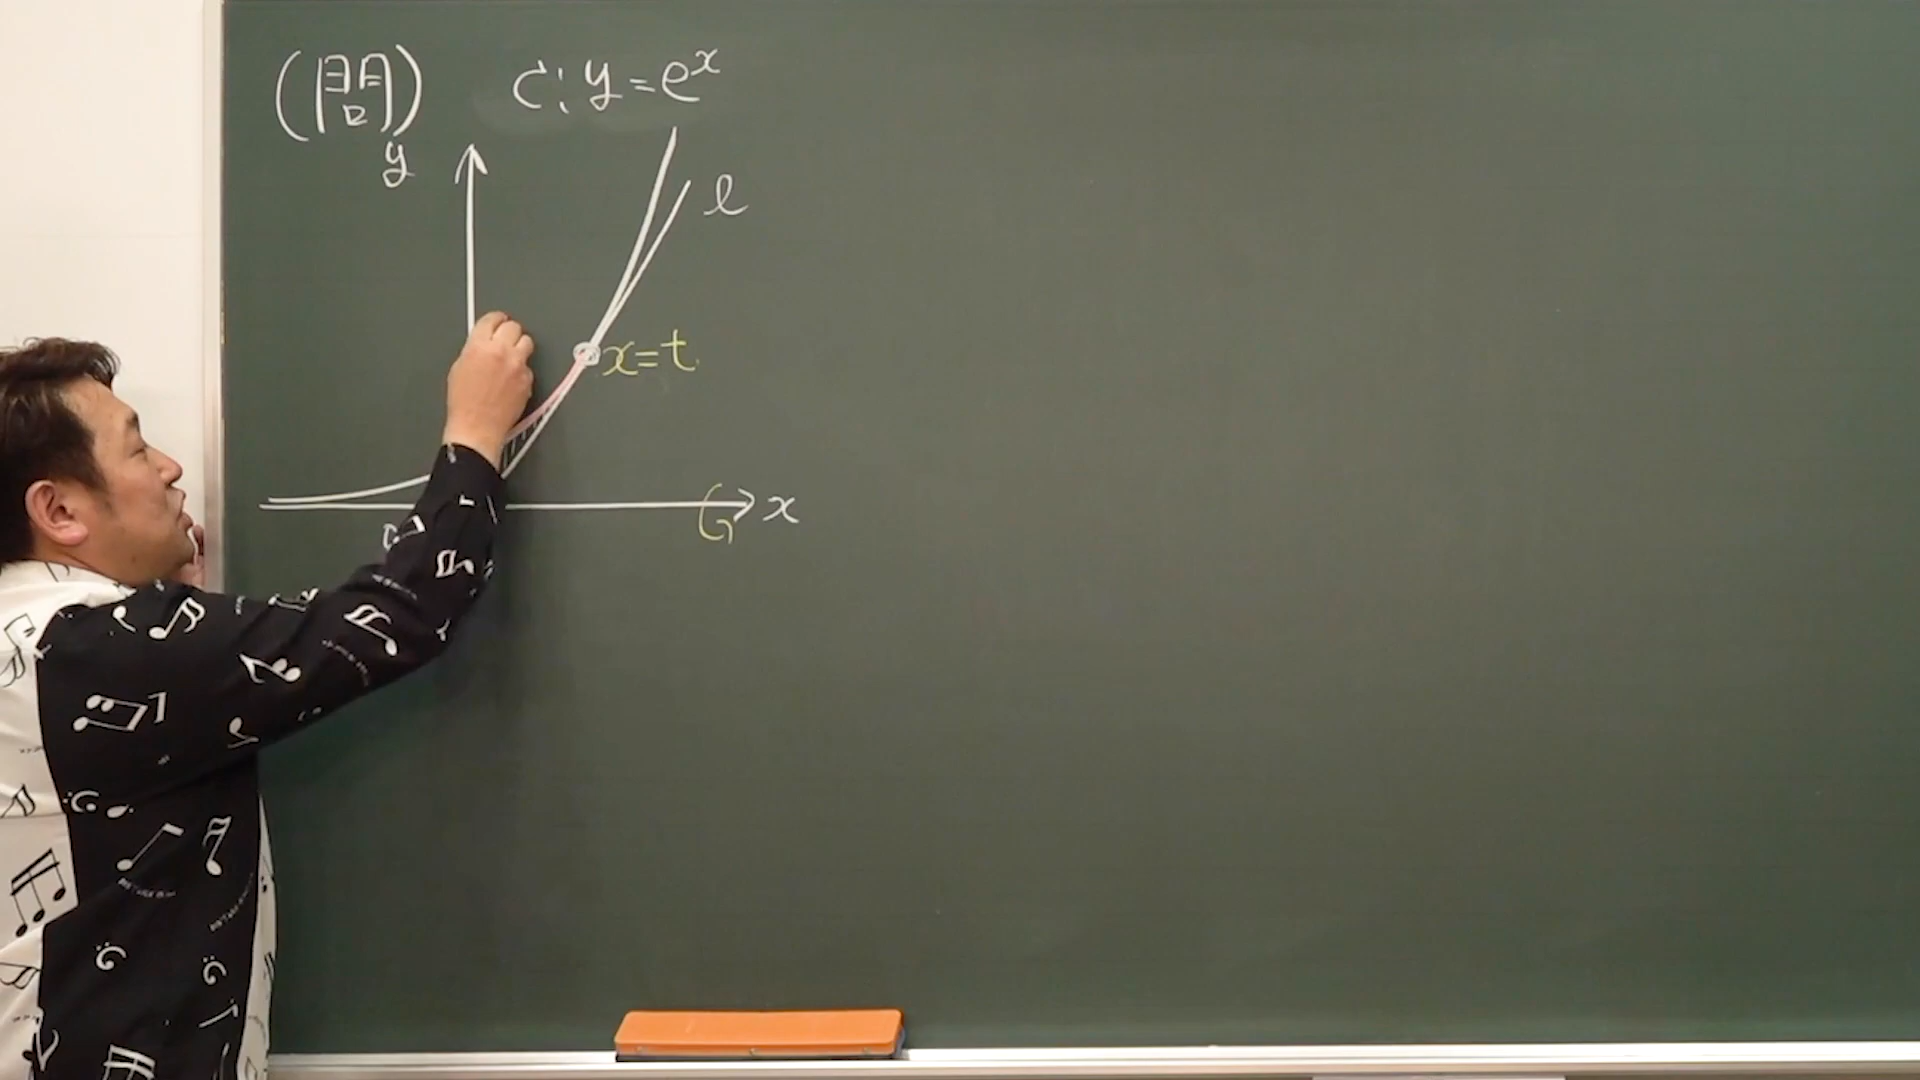 (問) C: y=e^x
y
l
x=t
x